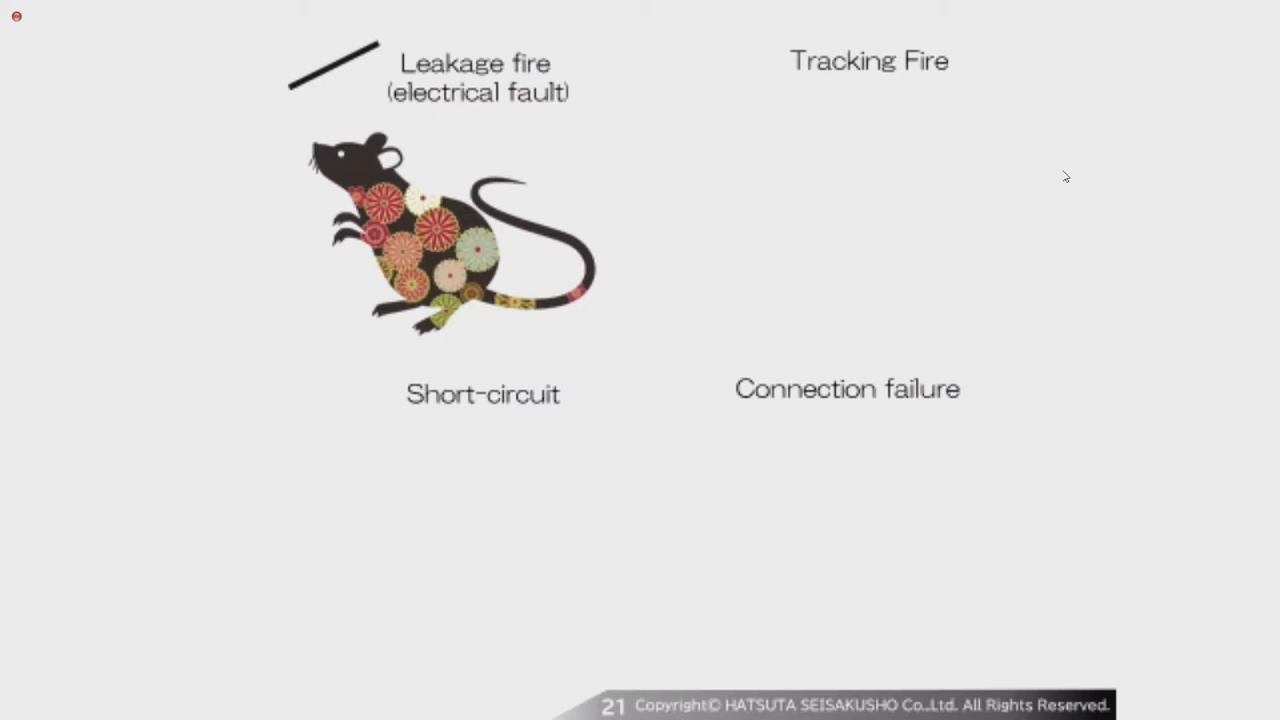 Leakage fire
(electrical fault)
Tracking Fire
Short-circuit
Connection failure
21 Copyright© HATSUTA SEISAKUSHO Co.,Ltd. All Rights Reserved.